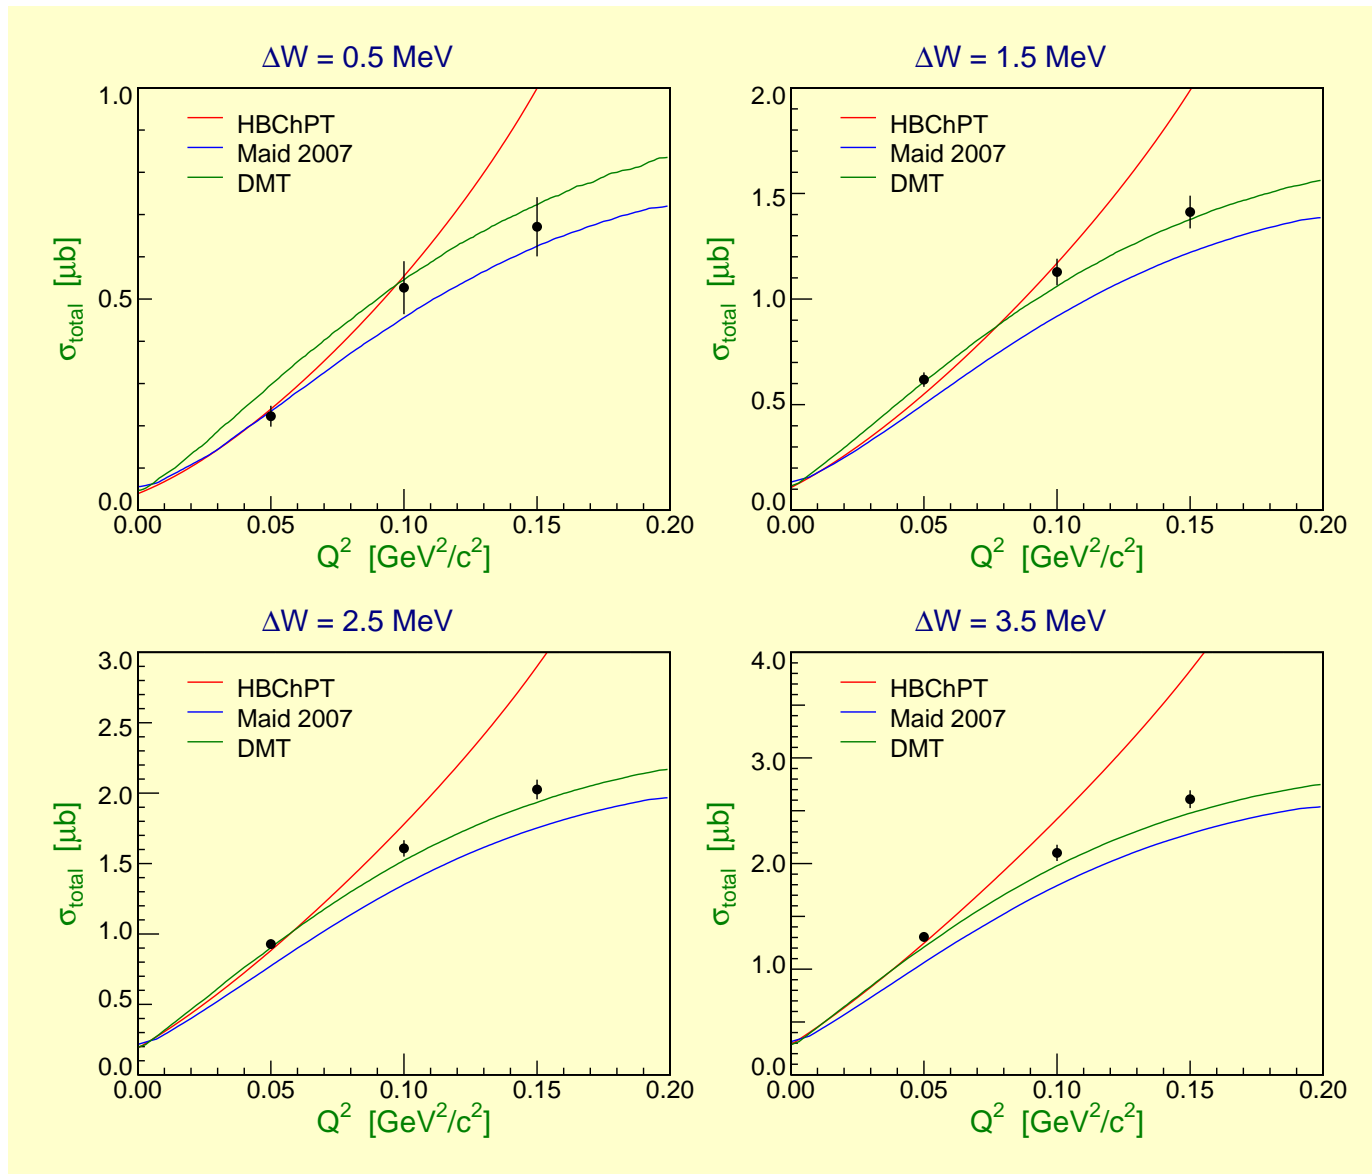 ΔW = 0.5 MeV
1.0
0.5
0.0
σtotal [μb]
HBChPT
Maid 2007
DMT
0.00 0.05 0.10 0.15 0.20
Q² [GeV²/c²]
ΔW = 1.5 MeV
2.0
1.5
1.0
0.5
0.0
σtotal [μb]
HBChPT
Maid 2007
DMT
0.00 0.05 0.10 0.15 0.20
Q² [GeV²/c²]
ΔW = 2.5 MeV
3.0
2.5
2.0
1.5
1.0
0.5
0.0
σtotal [μb]
HBChPT
Maid 2007
DMT
0.00 0.05 0.10 0.15 0.20
Q² [GeV²/c²]
ΔW = 3.5 MeV
4.0
3.0
2.0
1.0
0.0
σtotal [μb]
HBChPT
Maid 2007
DMT
0.00 0.05 0.10 0.15 0.20
Q² [GeV²/c²]